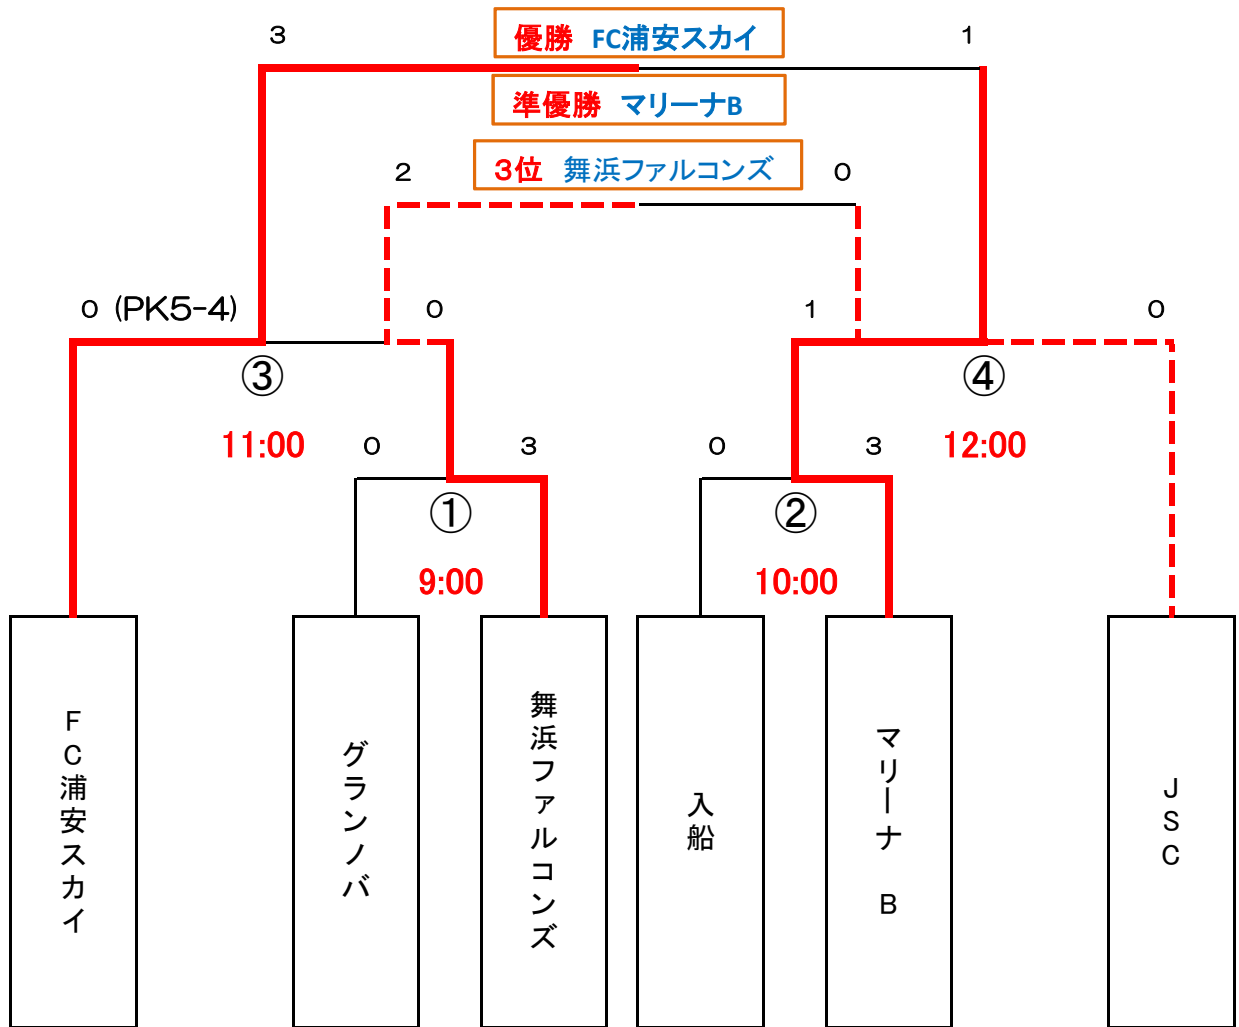 3
優勝 FC浦安スカイ
1
準優勝 マリーナB
2
3位 舞浜ファルコンズ
0
0 (PK5-4)
0
1
0
③
④
11:00
0
3
0
3
12:00
①
②
9:00
10:00
FC浦安スカイ
グランノバ
舞浜ファルコンズ
入船
マリーナ B
JSC